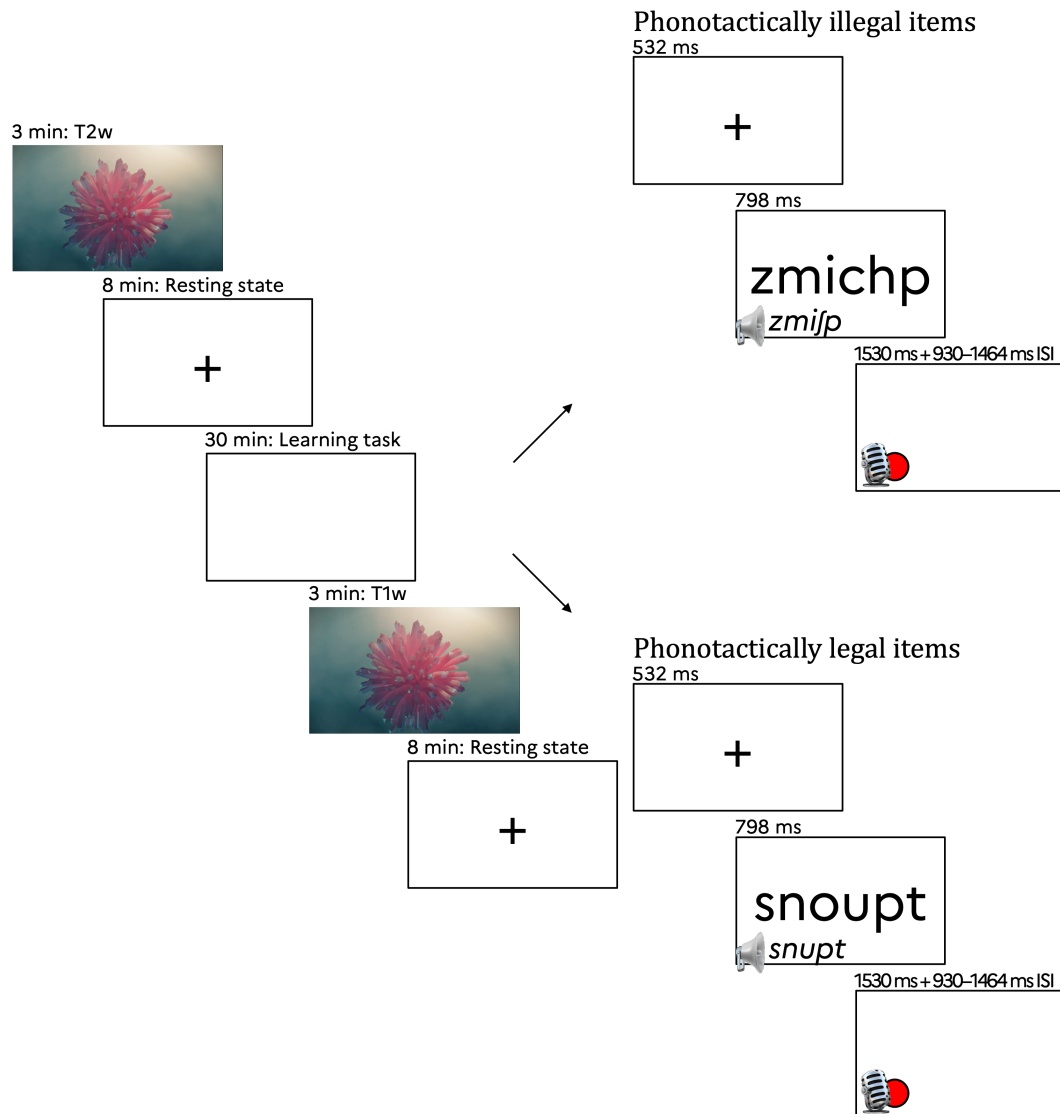 3 min: T2w
8 min: Resting state
30 min: Learning task
3 min: T1w
8 min: Resting state
Phonotactically illegal items
532 ms
798 ms
zmichp
zmiʃp
1530 ms + 930–1464 ms ISI
Phonotactically legal items
532 ms
798 ms
snoupt
snupt
1530 ms + 930–1464 ms ISI